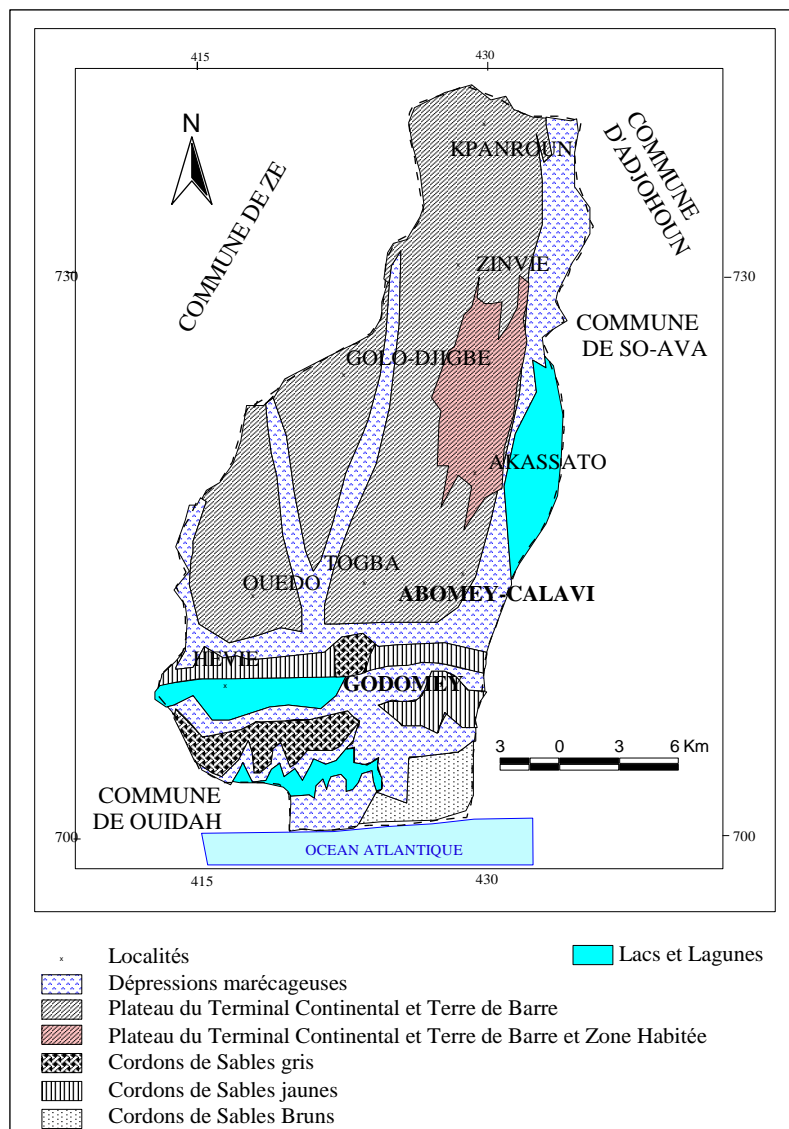 415
430
N
KPANROUN
COMMUNE
D'ADJOHOUN
COMMUNE DE ZE
730
ZINVIE
730
COMMUNE
DE SO-AVA
GOLO-DJIGBE
AKASSATO
TOGBA
OUEDO
ABOMEY-CALAVI
HEVIE
GODOMEY
3 0 3 6 Km
COMMUNE
DE OUIDAH
700
700
OCEAN ATLANTIQUE
415
430
Localités
Lacs et Lagunes
Dépressions marécageuses
Plateau du Terminal Continental et Terre de Barre
Plateau du Terminal Continental et Terre de Barre et Zone Habitée
Cordons de Sables gris
Cordons de Sables jaunes
Cordons de Sables Bruns